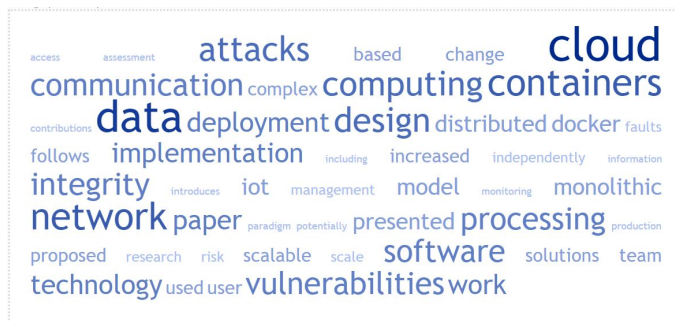 access assessment attacks based change cloud
communication complex computing containers
contributions data deployment design distributed docker faults
follows implementation including increased independently information
integrity introduces iot management model monitoring monolithic
network paper paradigm potentially presented processing production
proposed research risk scalable scale software solutions team
technology used user vulnerabilities work